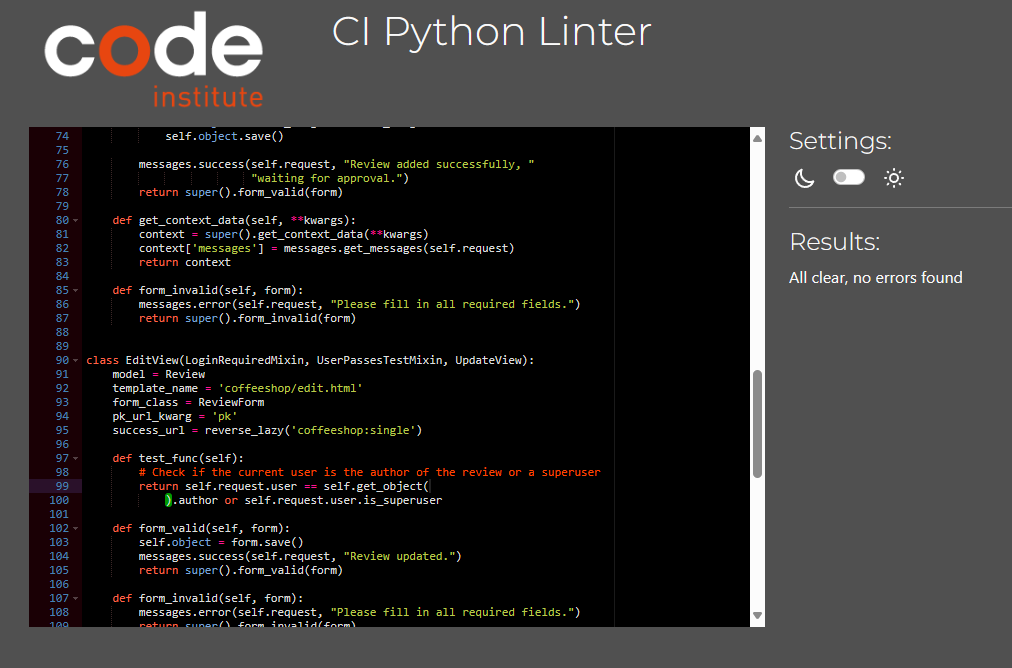 code
institute
CI Python Linter
74 self.object.save()
75
76 messages.success(self.request, "Review added successfully, "
77 "waiting for approval.")
78 return super().form_valid(form)
79
80 def get_context_data(self, **kwargs):
81 context = super().get_context_data(**kwargs)
82 context['messages'] = messages.get_messages(self.request)
83 return context
84
85 def form_invalid(self, form):
86 messages.error(self.request, "Please fill in all required fields.")
87 return super().form_invalid(form)
88
89
90 class EditView(LoginRequiredMixin, UserPassesTestMixin, UpdateView):
91 model = Review
92 template_name = 'coffeeshop/edit.html'
93 form_class = ReviewForm
94 pk_url_kwarg = 'pk'
95 success_url = reverse_lazy('coffeeshop:single')
96
97 def test_func(self):
98 # Check if the current user is the author of the review or a superuser
99 return self.request.user == self.get_object(
100 ).author or self.request.user.is_superuser
101
102 def form_valid(self, form):
103 self.object = form.save()
104 messages.success(self.request, "Review updated.")
105 return super().form_valid(form)
106
107 def form_invalid(self, form):
108 messages.error(self.request, "Please fill in all required fields.")
109 return super().form_invalid(form)
Settings:
Results:
All clear, no errors found